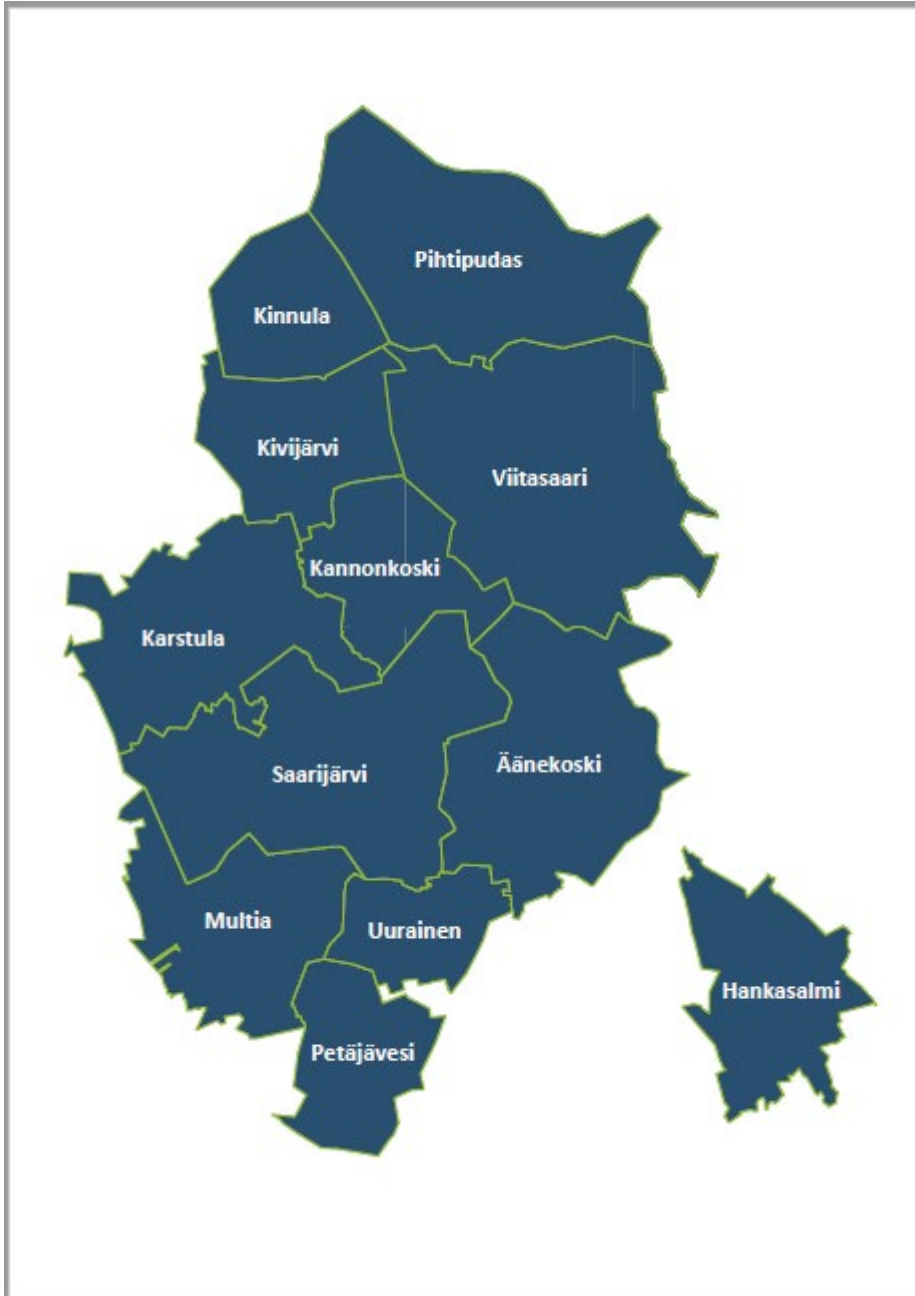 Pihtipudas
Kinnula
Kivijärvi
Viitasaari
Kannonkoski
Karstula
Saarijärvi
Äänekoski
Multia
Uurainen
Hankasalmi
Petäjävesi